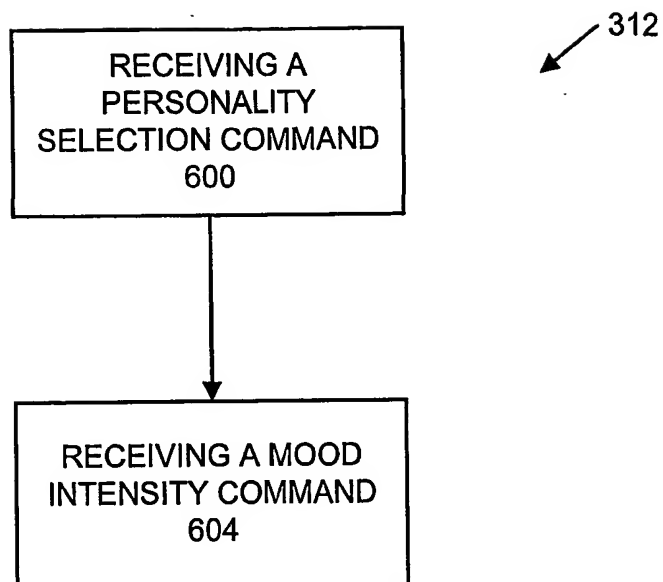 312
RECEIVING A
PERSONALITY
SELECTION COMMAND
600
RECEIVING A MOOD
INTENSITY COMMAND
604